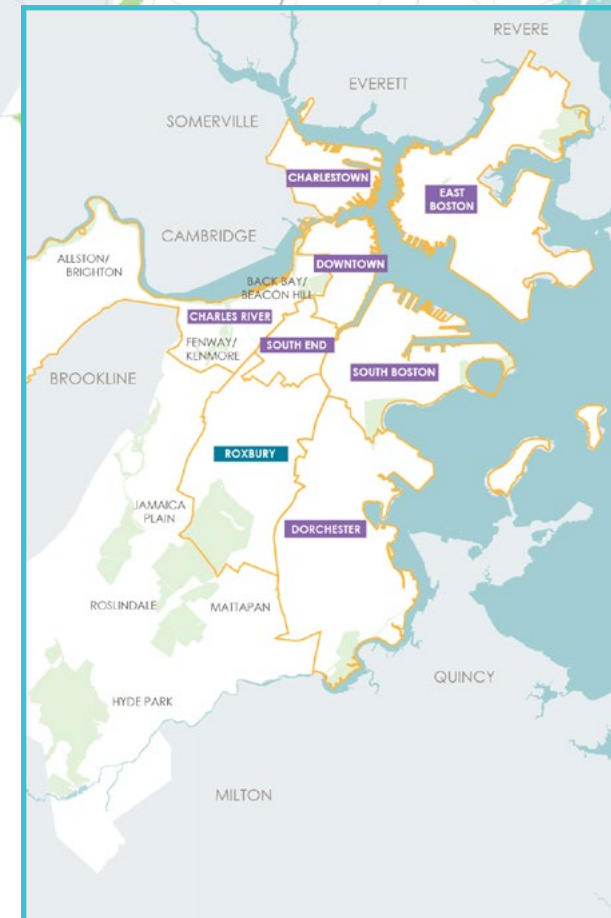 REVERE
EVERETT
SOMERVILLE
CHARLESTOWN
EAST
BOSTON
CAMBRIDGE
ALLSTON/
BRIGHTON
DOWNTOWN
BACK BAY/
BEACON HILL
CHARLES RIVER
FENWAY/
KENMORE
SOUTH END
SOUTH BOSTON
BROOKLINE
ROXBURY
JAMAICA
PLAIN
DORCHESTER
ROSLINDALE
MATTAPAN
QUINCY
HYDE PARK
MILTON